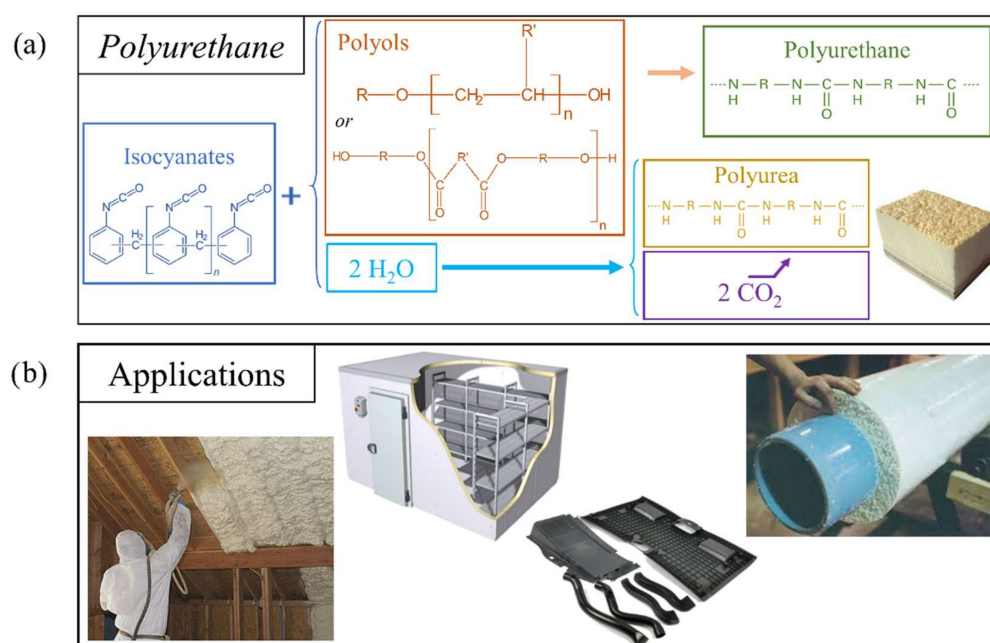 (a)
Polyurethane
Isocyanates
N=C=O N=C=O N=C=O
H₂ H₂
C C
n
+
Polyols
R'
R—O—[CH₂—CH]—OH
n
or
HO—R—O R' O—R—O—H
C C
O O
n
2 H₂O
Polyurethane
----N—R—N—C—N—R—N—C----
H H O H H O
Polyurea
----N—R—N—C—N—R—N—C----
H H O H H O
2 CO₂
(b)
Applications